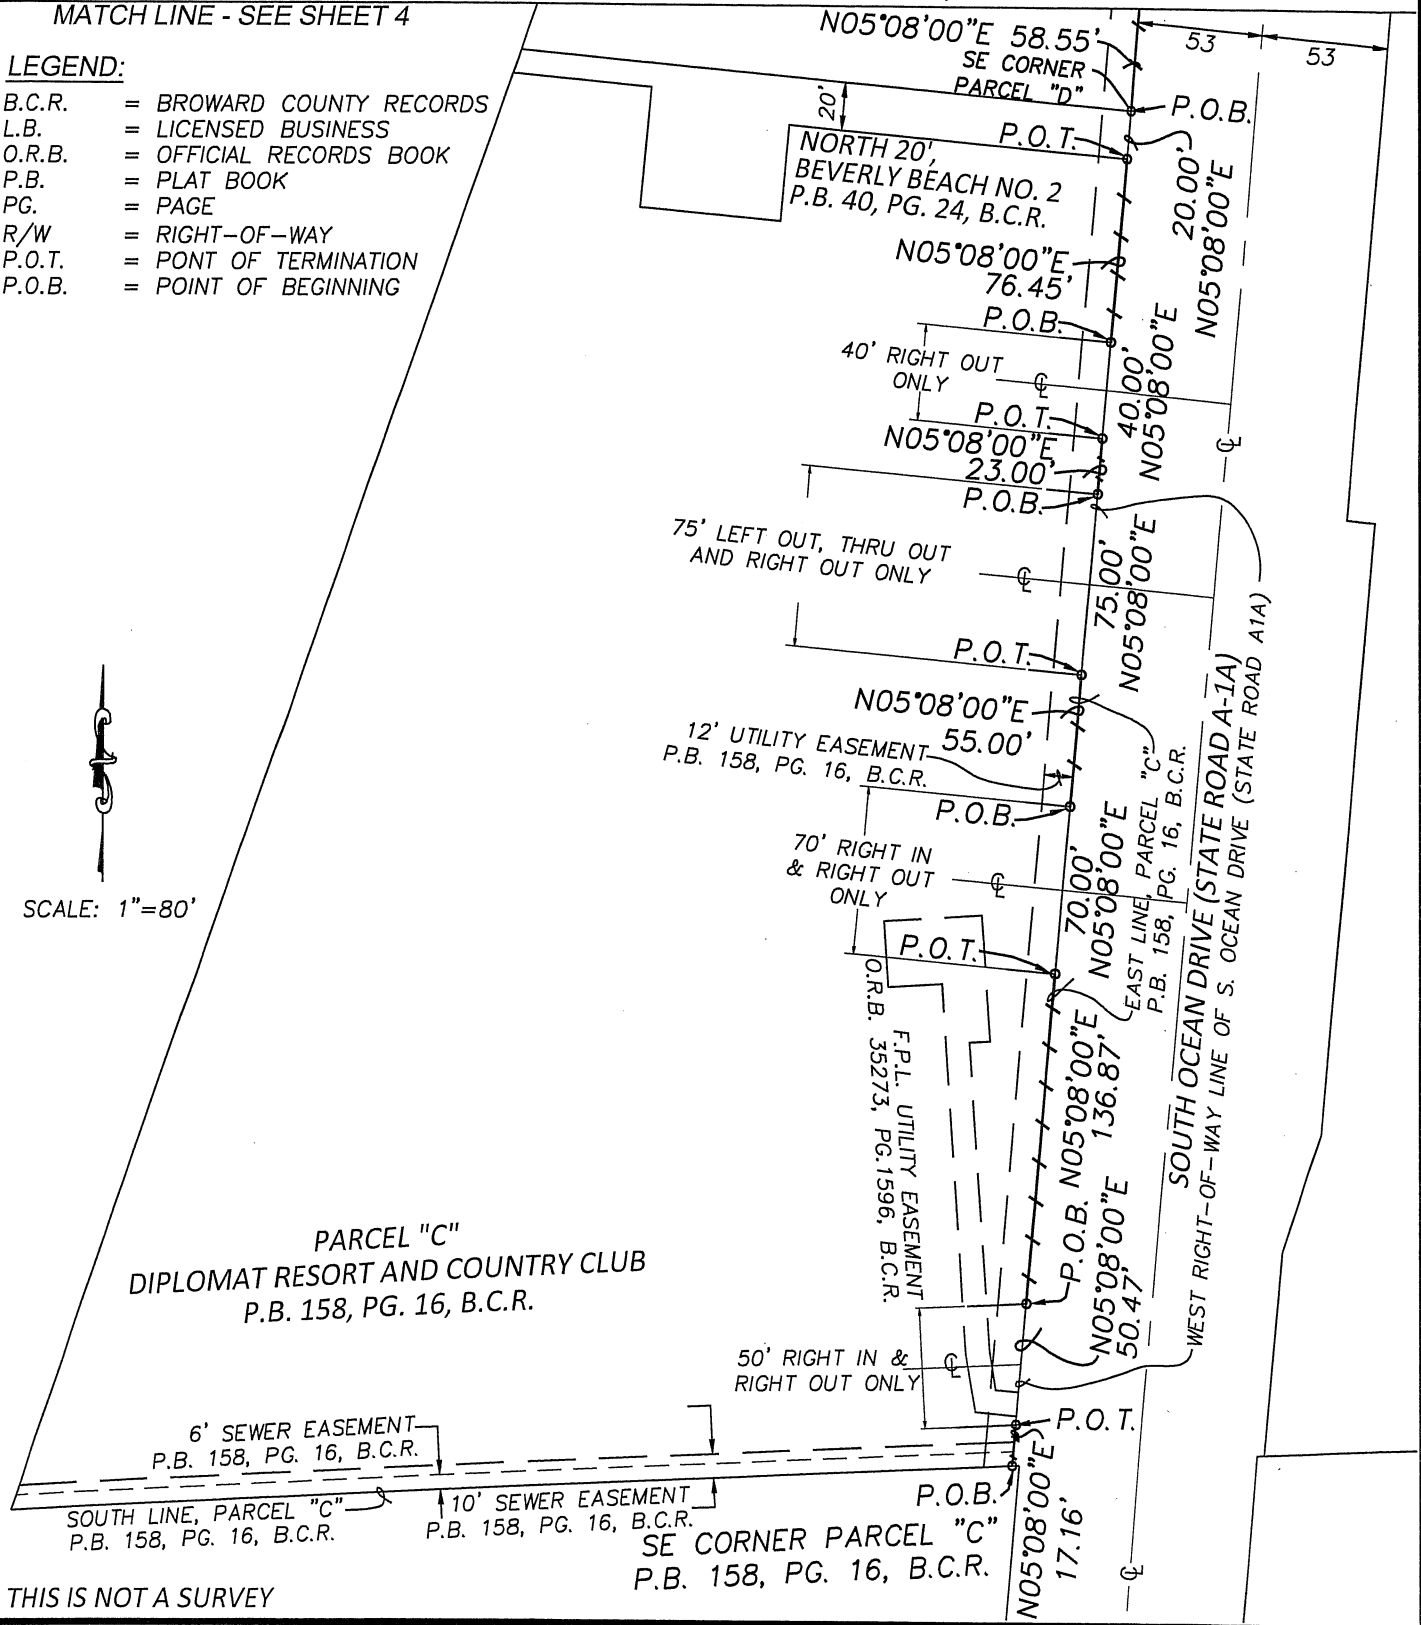 MATCH LINE - SEE SHEET 4
LEGEND:
B.C.R. = BROWARD COUNTY RECORDS
L.B. = LICENSED BUSINESS
O.R.B. = OFFICIAL RECORDS BOOK
P.B. = PLAT BOOK
PG. = PAGE
R/W = RIGHT-OF-WAY
P.O.T. = PONT OF TERMINATION
P.O.B. = POINT OF BEGINNING
N05°08'00"E 58.55'
SE CORNER
PARCEL "D"
53
53
P.O.B.
20'
P.O.T.
NORTH 20',
BEVERLY BEACH NO. 2
P.B. 40, PG. 24, B.C.R.
20.00'
N05°08'00"E
N05°08'00"E
76.45'
P.O.B.
40' RIGHT OUT
ONLY
℄
40.00'
N05°08'00"E
℄
P.O.T.
N05°08'00"E
23.00'
P.O.B.
75' LEFT OUT, THRU OUT
AND RIGHT OUT ONLY
℄
75.00'
N05°08'00"E
P.O.T.
N05°08'00"E
55.00'
12' UTILITY EASEMENT
P.B. 158, PG. 16, B.C.R.
P.O.B.
70' RIGHT IN
& RIGHT OUT
ONLY
℄
70.00'
N05°08'00"E
EAST LINE, PARCEL "C"
P.B. 158, PG. 16, B.C.R.
SOUTH OCEAN DRIVE (STATE ROAD A-1A)
WEST RIGHT-OF-WAY LINE OF S. OCEAN DRIVE (STATE ROAD A1A)
SCALE: 1"=80'
P.O.T.
F.P.L. UTILITY EASEMENT
O.R.B. 35273, PG.1596, B.C.R.
N05°08'00"E
136.87'
P.O.B.
N05°08'00"E
50.47'
PARCEL "C"
DIPLOMAT RESORT AND COUNTRY CLUB
P.B. 158, PG. 16, B.C.R.
50' RIGHT IN &
RIGHT OUT ONLY
℄
P.O.T.
6' SEWER EASEMENT
P.B. 158, PG. 16, B.C.R.
SOUTH LINE, PARCEL "C"
P.B. 158, PG. 16, B.C.R.
10' SEWER EASEMENT
P.B. 158, PG. 16, B.C.R.
P.O.B.
SE CORNER PARCEL "C"
P.B. 158, PG. 16, B.C.R.
N05°08'00"E
17.16'
℄
THIS IS NOT A SURVEY